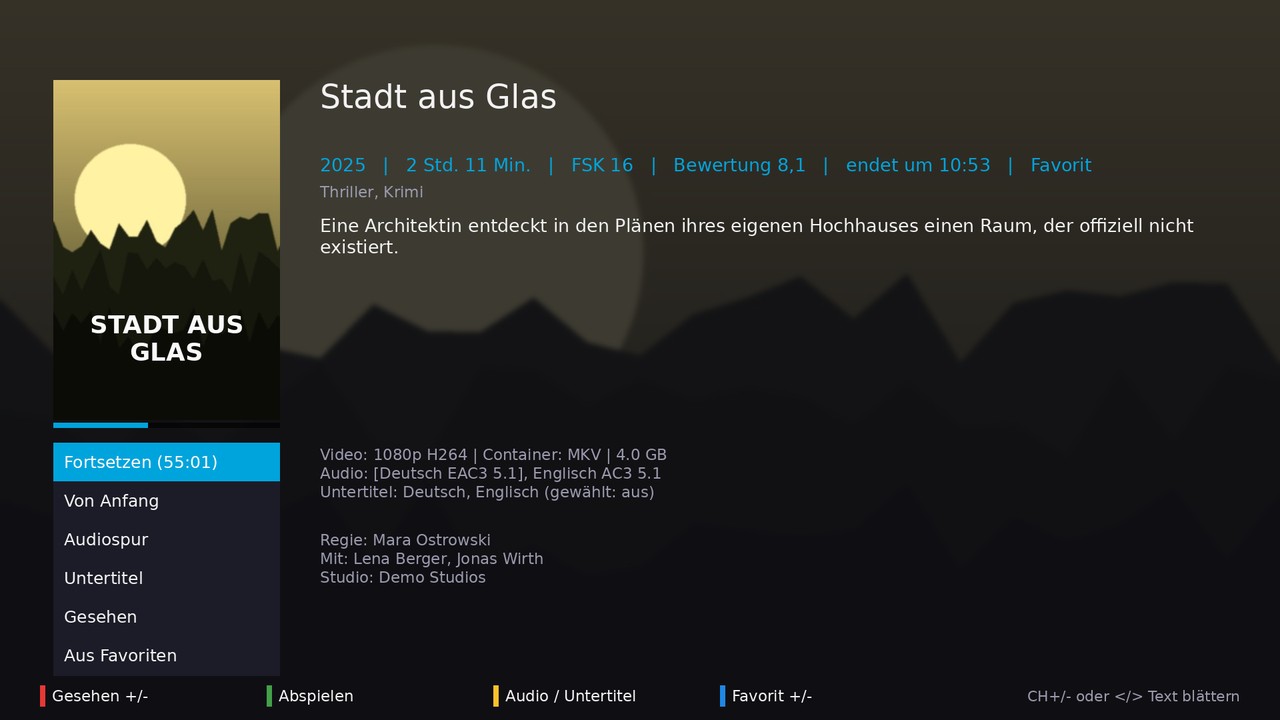 Stadt aus Glas
2025 | 2 Std. 11 Min. | FSK 16 | Bewertung 8,1 | endet um 10:53 | Favorit
Thriller, Krimi
Eine Architektin entdeckt in den Plänen ihres eigenen Hochhauses einen Raum, der offiziell nicht
existiert.
STADT AUS
GLAS
Fortsetzen (55:01)
Von Anfang
Audiospur
Untertitel
Gesehen
Aus Favoriten
Video: 1080p H264 | Container: MKV | 4.0 GB
Audio: [Deutsch EAC3 5.1], Englisch AC3 5.1
Untertitel: Deutsch, Englisch (gewählt: aus)
Regie: Mara Ostrowski
Mit: Lena Berger, Jonas Wirth
Studio: Demo Studios
Gesehen +/-
Abspielen
Audio / Untertitel
Favorit +/-
CH+/- oder </> Text blättern